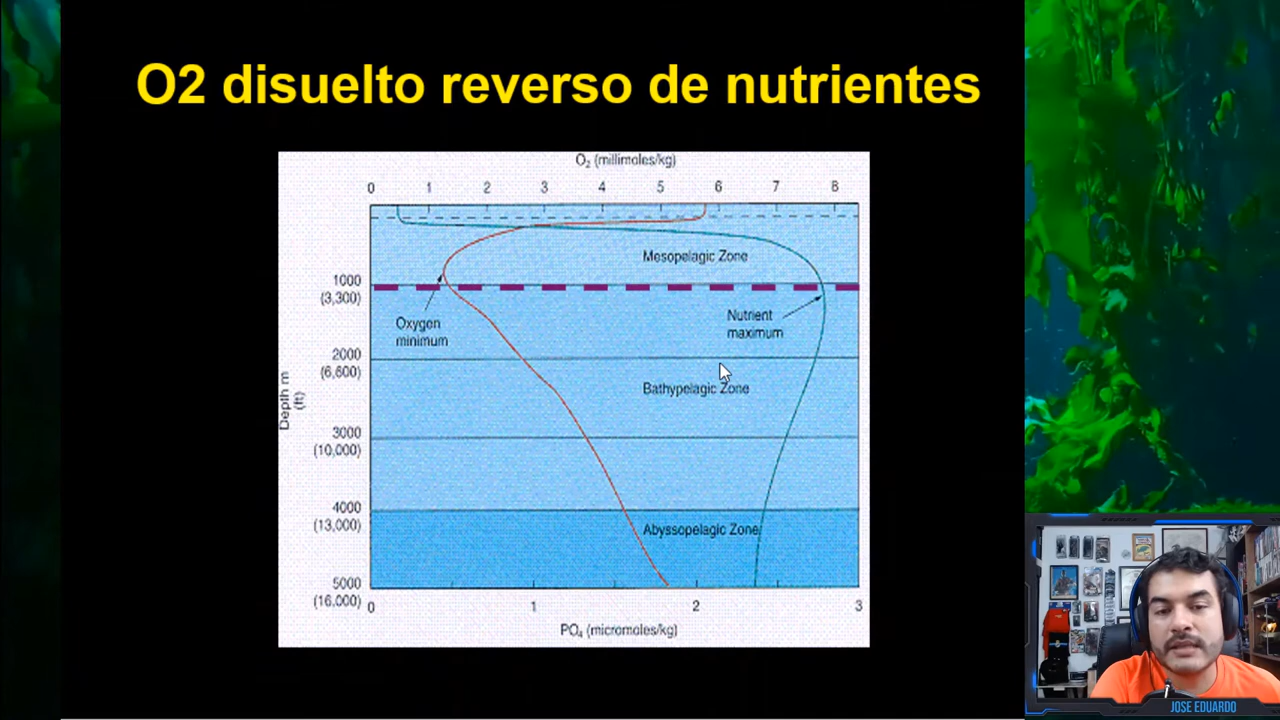 O2 disuelto reverso de nutrientes
O₂ (millimoles/kg)
0 1 2 3 4 5 6 7 8
Mesopelagic Zone
1000
(3,300)
Oxygen
minimum
Nutrient
maximum
2000
(6,600)
Bathypelagic Zone
Depth m
(ft)
3000
(10,000)
4000
(13,000)
Abyssopelagic Zone
5000
(16,000)
0 1 2 3
PO₄ (micromoles/kg)
JOSE EDUARDO